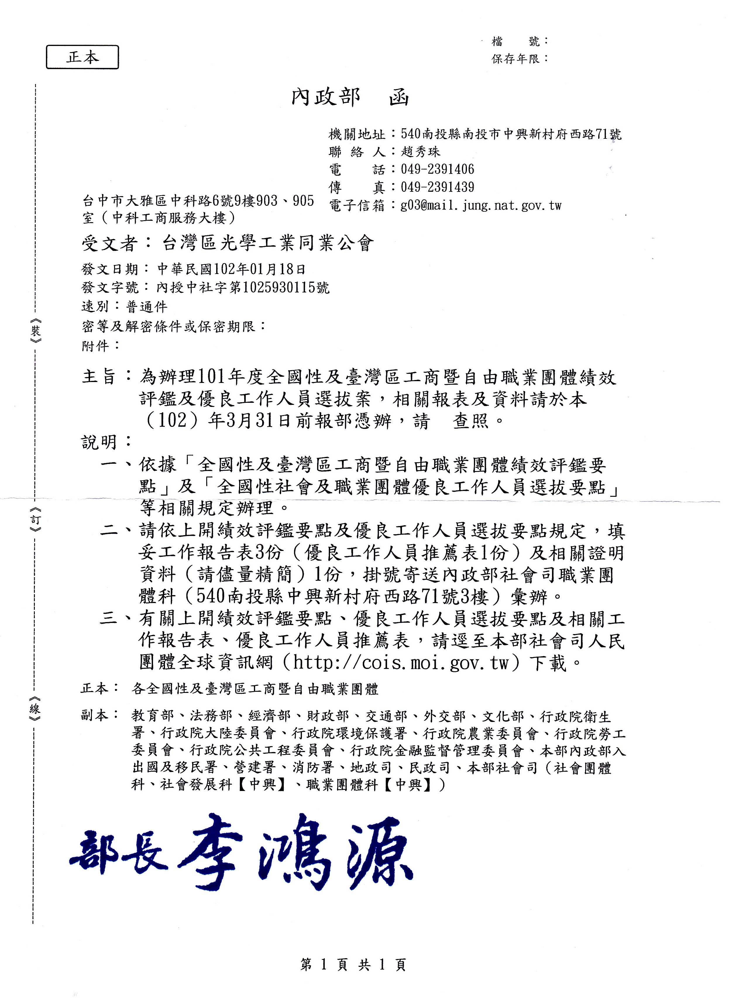 檔　　號：
保存年限：
正本
內政部　函
機關地址：540南投縣南投市中興新村府西路71號
聯 絡 人：趙秀珠
電　　話：049-2391406
傳　　真：049-2391439
電子信箱：g03@mail.jung.nat.gov.tw
台中市大雅區中科路6號9樓903、905
室（中科工商服務大樓）
受文者：台灣區光學工業同業公會
發文日期：中華民國102年01月18日
發文字號：內授中社字第1025930115號
速別：普通件
密等及解密條件或保密期限：
附件：
主旨：為辦理101年度全國性及臺灣區工商暨自由職業團體績效
評鑑及優良工作人員選拔案，相關報表及資料請於本
（102）年3月31日前報部憑辦，請　查照。
說明：
一、依據「全國性及臺灣區工商暨自由職業團體績效評鑑要
點」及「全國性社會及職業團體優良工作人員選拔要點」
等相關規定辦理。
二、請依上開績效評鑑要點及優良工作人員選拔要點規定，填
妥工作報告表3份（優良工作人員推薦表1份）及相關證明
資料（請儘量精簡）1份，掛號寄送內政部社會司職業團
體科（540南投縣中興新村府西路71號3樓）彙辦。
三、有關上開績效評鑑要點、優良工作人員選拔要點及相關工
作報告表、優良工作人員推薦表，請逕至本部社會司人民
團體全球資訊網（http://cois.moi.gov.tw）下載。
正本：各全國性及臺灣區工商暨自由職業團體
副本：教育部、法務部、經濟部、財政部、交通部、外交部、文化部、行政院衛生
署、行政院大陸委員會、行政院環境保護署、行政院農業委員會、行政院勞工
委員會、行政院公共工程委員會、行政院金融監督管理委員會、本部內政部入
出國及移民署、營建署、消防署、地政司、民政司、本部社會司（社會團體
科、社會發展科【中興】、職業團體科【中興】）
部長李鴻源
《裝》
《訂》
《線》
第 1 頁 共 1 頁